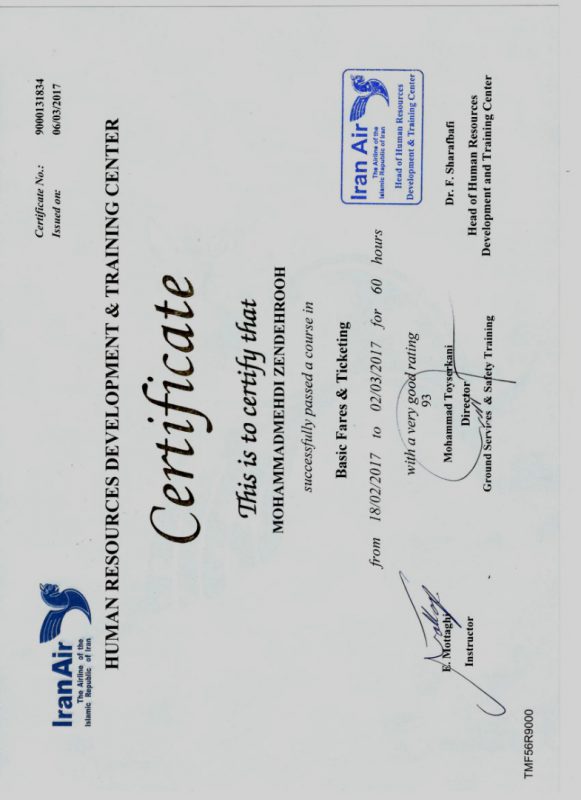 Iran Air
The Airline of the
Islamic Republic of Iran
Certificate No.: 9000131834
Issued on: 06/03/2017
HUMAN RESOURCES DEVELOPMENT & TRAINING CENTER
Certificate
This is to certify that
MOHAMMADMEHDI ZENDEHROOH
successfully passed a course in
Basic Fares & Ticketing
from 18/02/2017 to 02/03/2017 for 60 hours
with a very good rating
93
Iran Air
The Airline of the
Islamic Republic of Iran
Head of Human Resources
Development & Training Center
E. Mottaghi
Instructor
Mohammad Toyserkani
Director
Ground Services & Safety Training
Dr. F. Sharafbafi
Head of Human Resources
Development and Training Center
TMF56R9000